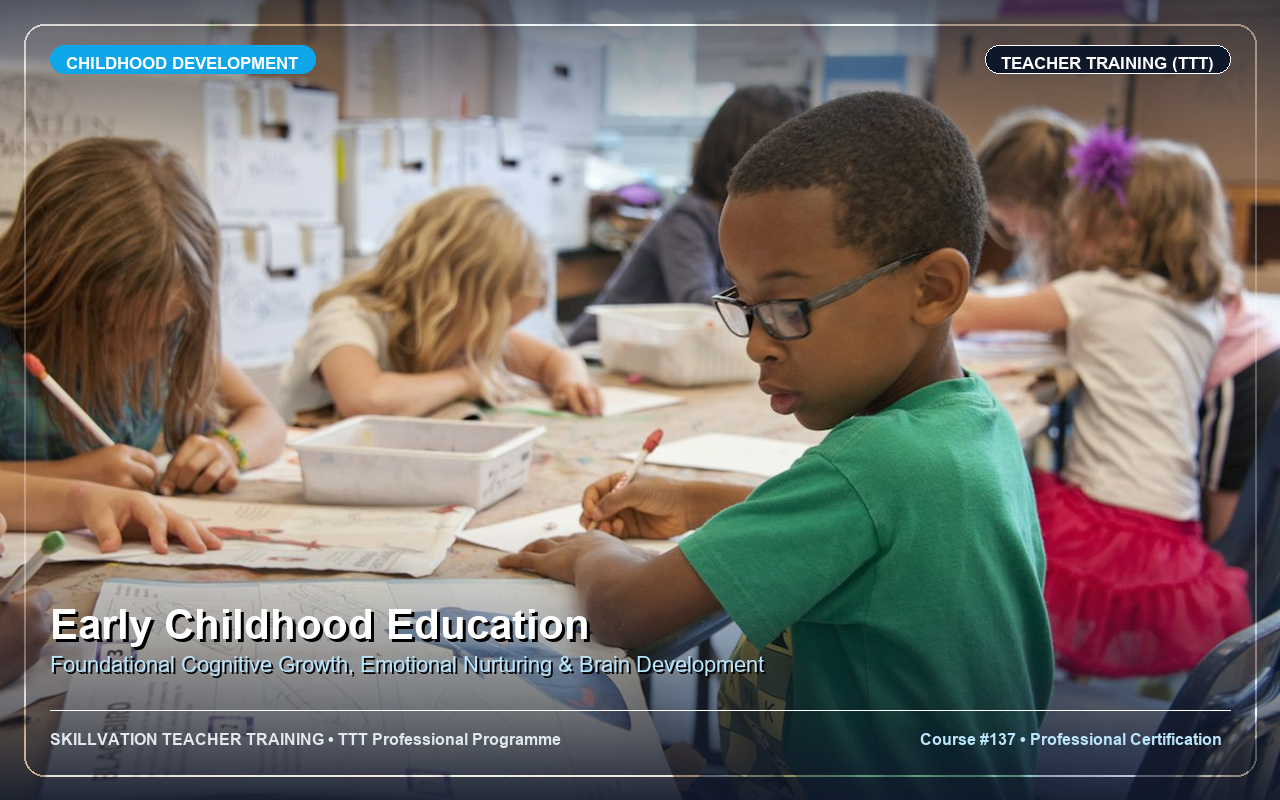 CHILDHOOD DEVELOPMENT
TEACHER TRAINING (TTT)
ALLEN
Early Childhood Education
Foundational Cognitive Growth, Emotional Nurturing & Brain Development
SKILLVATION TEACHER TRAINING • TTT Professional Programme
Course #137 • Professional Certification